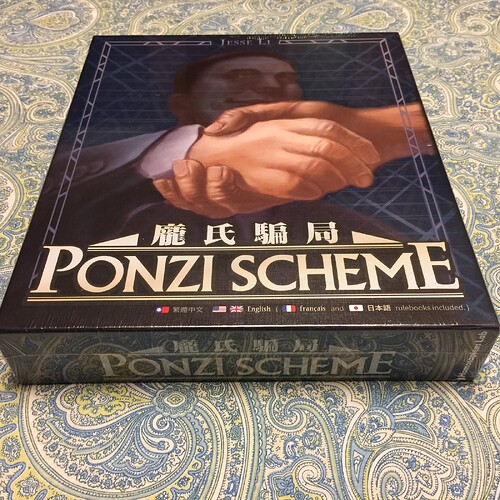 JESSE LI
龐氏騙局
PONZI SCHEME
繁體中文 English ( français and 日本語 rulebooks included.)
龐氏騙局
PONZI SCHEME